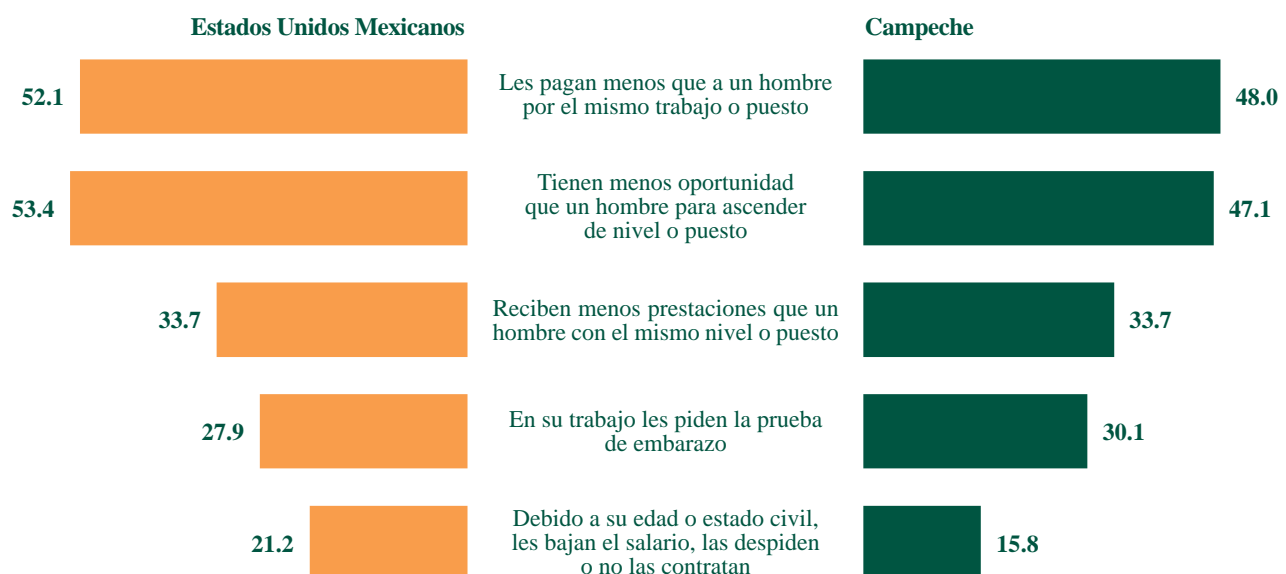 Estados Unidos Mexicanos
Campeche
52.1
Les pagan menos que a un hombre
por el mismo trabajo o puesto
48.0
53.4
Tienen menos oportunidad
que un hombre para ascender
de nivel o puesto
47.1
33.7
Reciben menos prestaciones que un
hombre con el mismo nivel o puesto
33.7
27.9
En su trabajo les piden la prueba
de embarazo
30.1
21.2
Debido a su edad o estado civil,
les bajan el salario, las despiden
o no las contratan
15.8